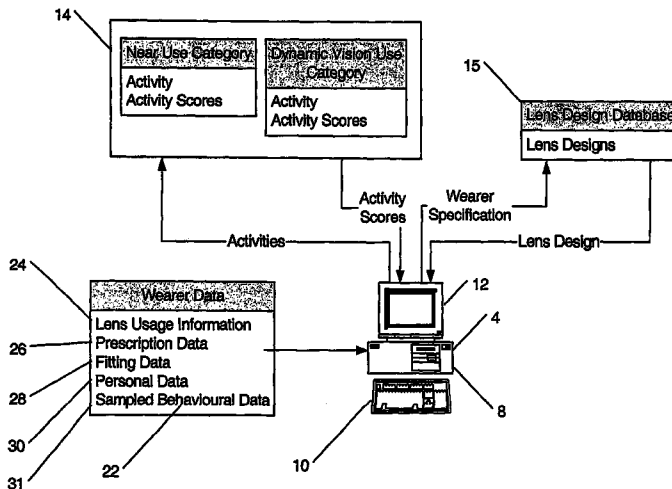 14
Near Use Category
Activity
Activity Scores
Dynamic Vision Use
Category
Activity
Activity Scores
15
Lens Design Database
Lens Designs
Activity
Scores
Wearer
Specification
Activities
Lens Design
24
26
28
30
31
22
Wearer Data
Lens Usage Information
Prescription Data
Fitting Data
Personal Data
Sampled Behavioural Data
12
4
8
10